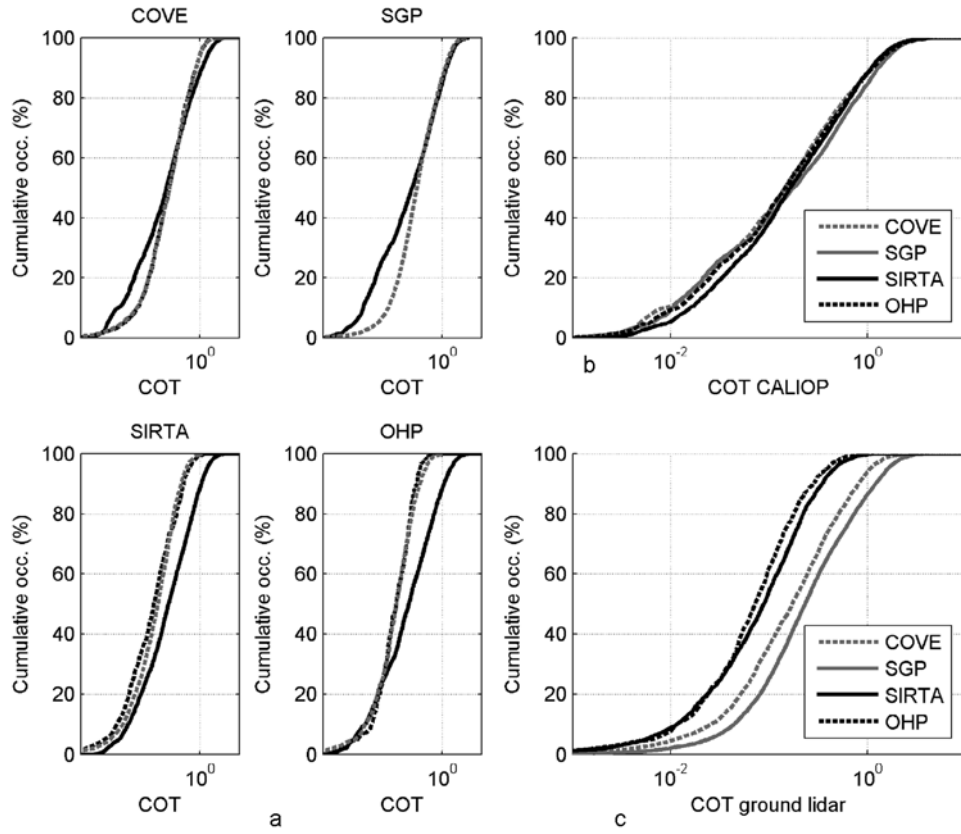 COVE
100
80
60
40
20
0
Cumulative occ. (%)
10^0
COT
SGP
100
80
60
40
20
0
Cumulative occ. (%)
10^0
COT
100
80
60
40
20
0
Cumulative occ. (%)
COVE
SGP
SIRTA
OHP
10^-2
10^0
b
COT CALIOP
SIRTA
100
80
60
40
20
0
Cumulative occ. (%)
10^0
COT
OHP
100
80
60
40
20
0
Cumulative occ. (%)
10^0
COT
a
100
80
60
40
20
0
Cumulative occ. (%)
COVE
SGP
SIRTA
OHP
10^-2
10^0
c
COT ground lidar